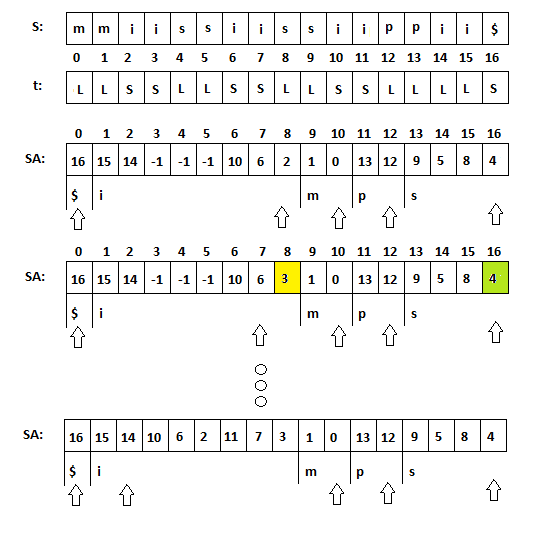 S: m m i i s s i i s s i i p p i i $
0 1 2 3 4 5 6 7 8 9 10 11 12 13 14 15 16
t: L L S S L L S S L L S S L L L L S
0 1 2 3 4 5 6 7 8 9 10 11 12 13 14 15 16
SA: 16 15 14 -1 -1 -1 10 6 2 1 0 13 12 9 5 8 4
$ i m p s
0 1 2 3 4 5 6 7 8 9 10 11 12 13 14 15 16
SA: 16 15 14 -1 -1 -1 10 6 3 1 0 13 12 9 5 8 4
$ i m p s
SA: 16 15 14 10 6 2 11 7 3 1 0 13 12 9 5 8 4
$ i m p s